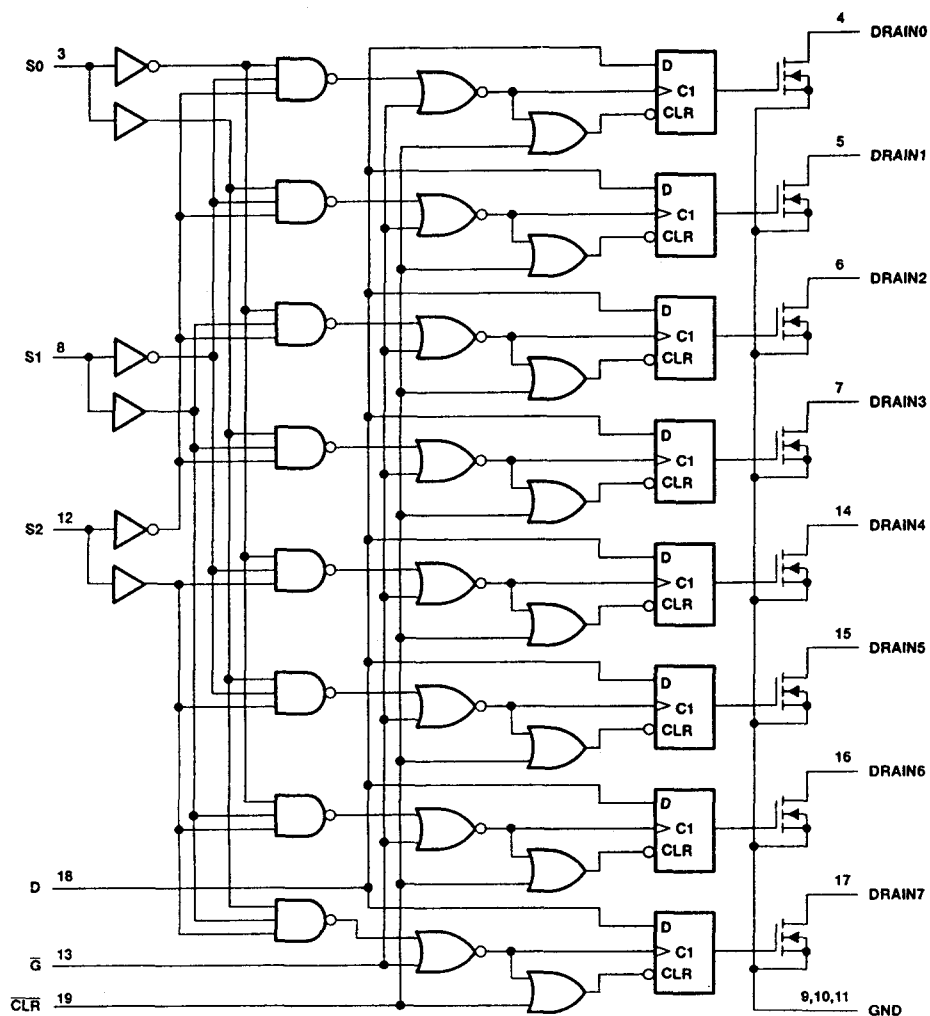 4 DRAIN0
S0 3
D
C1
CLR
5 DRAIN1
D
C1
CLR
6 DRAIN2
D
C1
CLR
S1 8
7 DRAIN3
D
C1
CLR
S2 12
14 DRAIN4
D
C1
CLR
15 DRAIN5
D
C1
CLR
16 DRAIN6
D
C1
CLR
D 18
17 DRAIN7
D
C1
CLR
G̅ 13
C̅L̅R̅ 19
9,10,11 GND